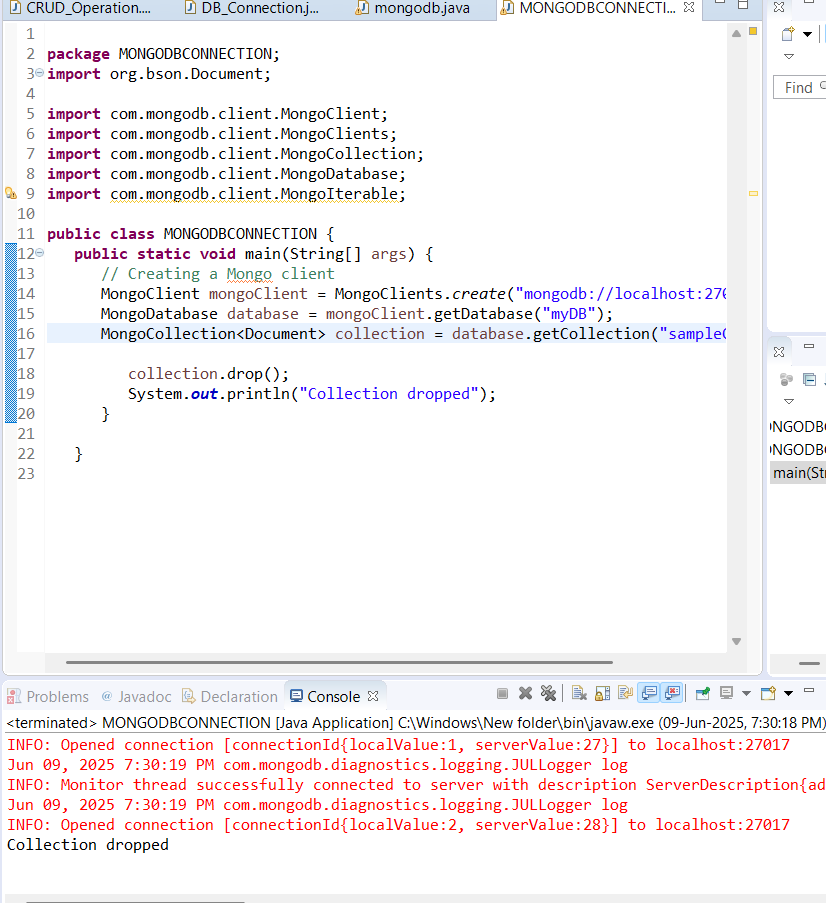 CRUD_Operation.... DB_Connection.j... mongodb.java MONGODBCONNECTI...
1
2 package MONGODBCONNECTION;
3 import org.bson.Document;
4
5 import com.mongodb.client.MongoClient;
6 import com.mongodb.client.MongoClients;
7 import com.mongodb.client.MongoCollection;
8 import com.mongodb.client.MongoDatabase;
9 import com.mongodb.client.MongoIterable;
10
11 public class MONGODBCONNECTION {
12 public static void main(String[] args) {
13 // Creating a Mongo client
14 MongoClient mongoClient = MongoClients.create("mongodb://localhost:270
15 MongoDatabase database = mongoClient.getDatabase("myDB");
16 MongoCollection<Document> collection = database.getCollection("sampleC
17
18 collection.drop();
19 System.out.println("Collection dropped");
20 }
21
22 }
23
Find
ONGODBC
ONGODBC
main(Str
Problems @ Javadoc Declaration Console
<terminated> MONGODBCONNECTION [Java Application] C:\Windows\New folder\bin\javaw.exe (09-Jun-2025, 7:30:18 PM)
INFO: Opened connection [connectionId{localValue:1, serverValue:27}] to localhost:27017
Jun 09, 2025 7:30:19 PM com.mongodb.diagnostics.logging.JULLogger log
INFO: Monitor thread successfully connected to server with description ServerDescription{ad
Jun 09, 2025 7:30:19 PM com.mongodb.diagnostics.logging.JULLogger log
INFO: Opened connection [connectionId{localValue:2, serverValue:28}] to localhost:27017
Collection dropped